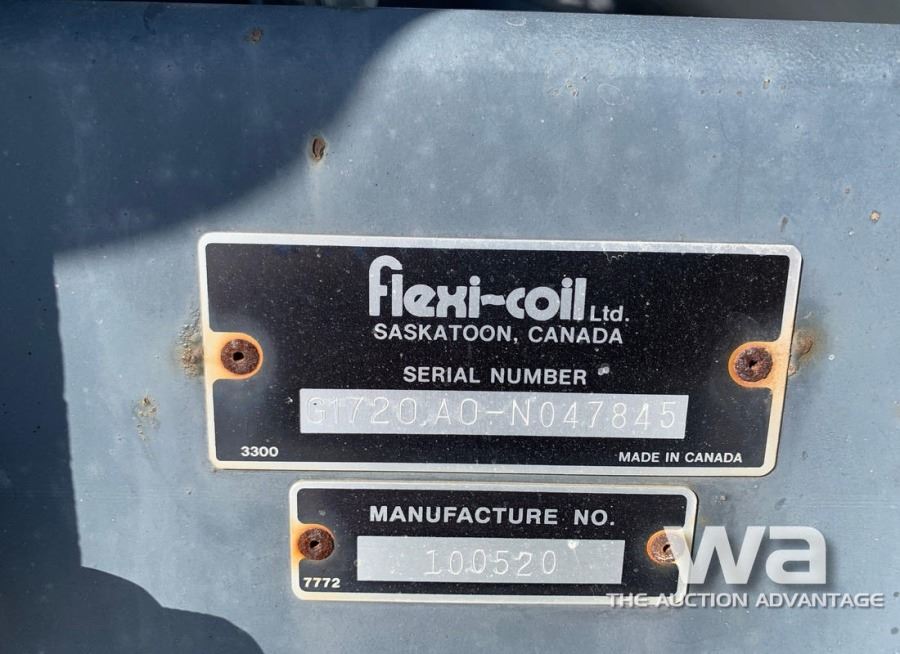 flexi-coil Ltd.
SASKATOON, CANADA
SERIAL NUMBER
G1720 A0-N047845
3300
MADE IN CANADA
MANUFACTURE NO.
100520
7772
wa
THE AUCTION ADVANTAGE